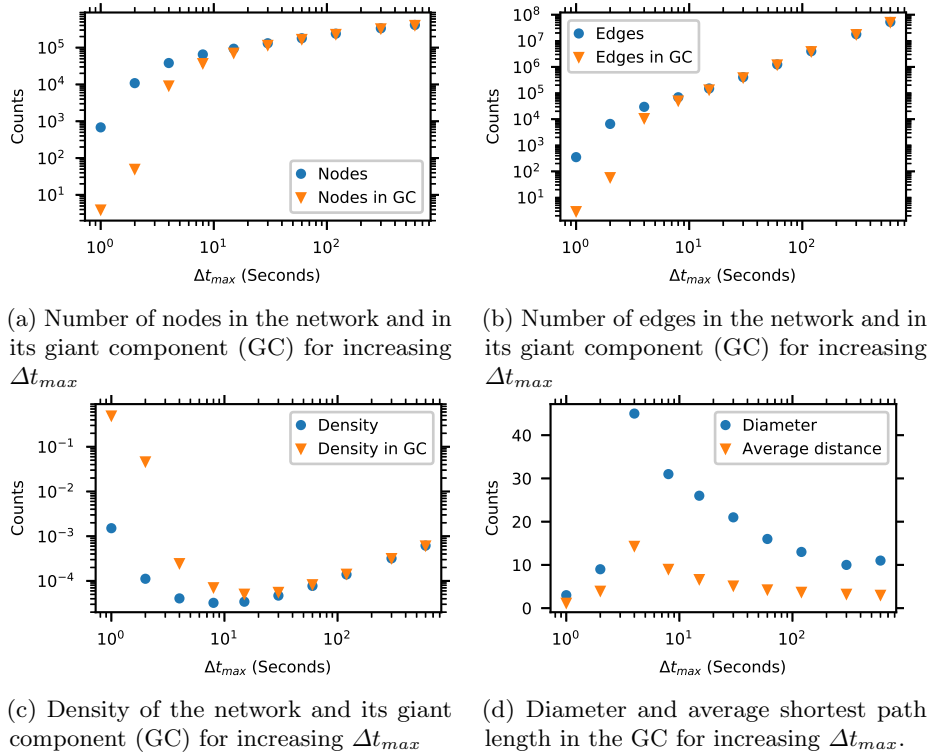 10^5
10^4
10^3
10^2
10^1
Counts
Nodes
Nodes in GC
10^0 10^1 10^2
Δt_max (Seconds)
(a) Number of nodes in the network and in
its giant component (GC) for increasing
Δt_max
10^8
10^7
10^6
10^5
10^4
10^3
10^2
10^1
Counts
Edges
Edges in GC
10^0 10^1 10^2
Δt_max (Seconds)
(b) Number of edges in the network and in
its giant component (GC) for increasing
Δt_max
10^−1
10^−2
10^−3
10^−4
Counts
Density
Density in GC
10^0 10^1 10^2
Δt_max (Seconds)
(c) Density of the network and its giant
component (GC) for increasing Δt_max
40
30
20
10
0
Counts
Diameter
Average distance
10^0 10^1 10^2
Δt_max (Seconds)
(d) Diameter and average shortest path
length in the GC for increasing Δt_max.